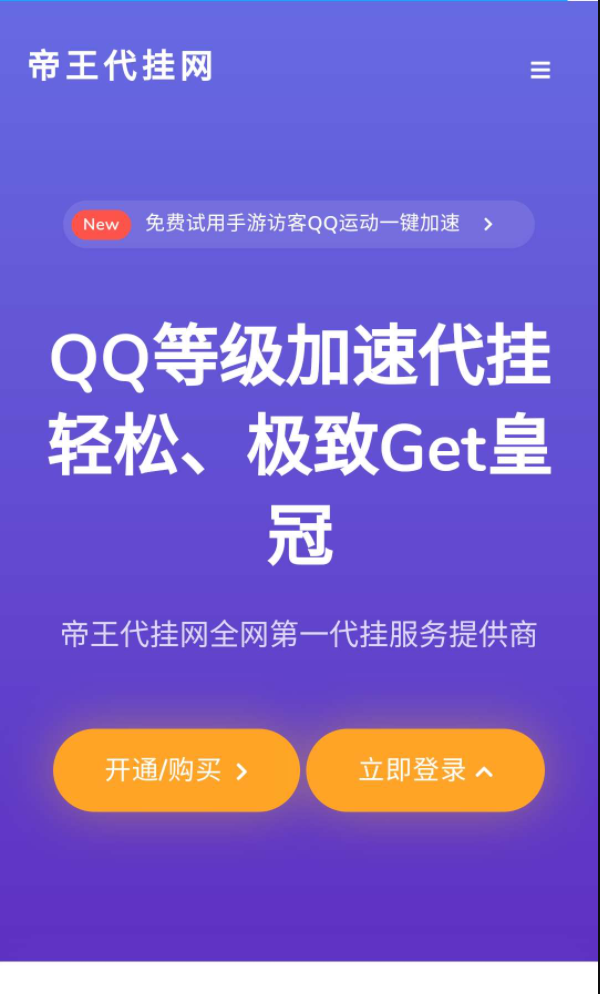 帝王代挂网
New 免费试用手游访客QQ运动一键加速
QQ等级加速代挂
轻松、极致Get皇
冠
帝王代挂网全网第一代挂服务提供商
开通/购买 立即登录